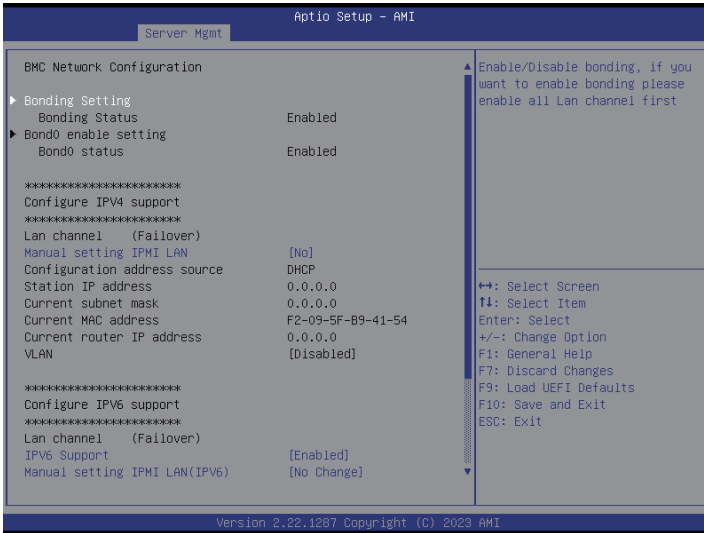 Aptio Setup – AMI
Server Mgmt
BMC Network Configuration
Bonding Setting
Bonding Status Enabled
Bond0 enable setting
Bond0 status Enabled
**********************
Configure IPV4 support
**********************
Lan channel (Failover)
Manual setting IPMI LAN [No]
Configuration address source DHCP
Station IP address 0.0.0.0
Current subnet mask 0.0.0.0
Current MAC address F2-09-5F-B9-41-54
Current router IP address 0.0.0.0
VLAN [Disabled]
**********************
Configure IPV6 support
**********************
Lan channel (Failover)
IPV6 Support [Enabled]
Manual setting IPMI LAN(IPV6) [No Change]
Enable/Disable bonding, if you
want to enable bonding please
enable all Lan channel first
↔: Select Screen
↑↓: Select Item
Enter: Select
+/-: Change Option
F1: General Help
F7: Discard Changes
F9: Load UEFI Defaults
F10: Save and Exit
ESC: Exit
Version 2.22.1287 Copyright (C) 2023 AMI